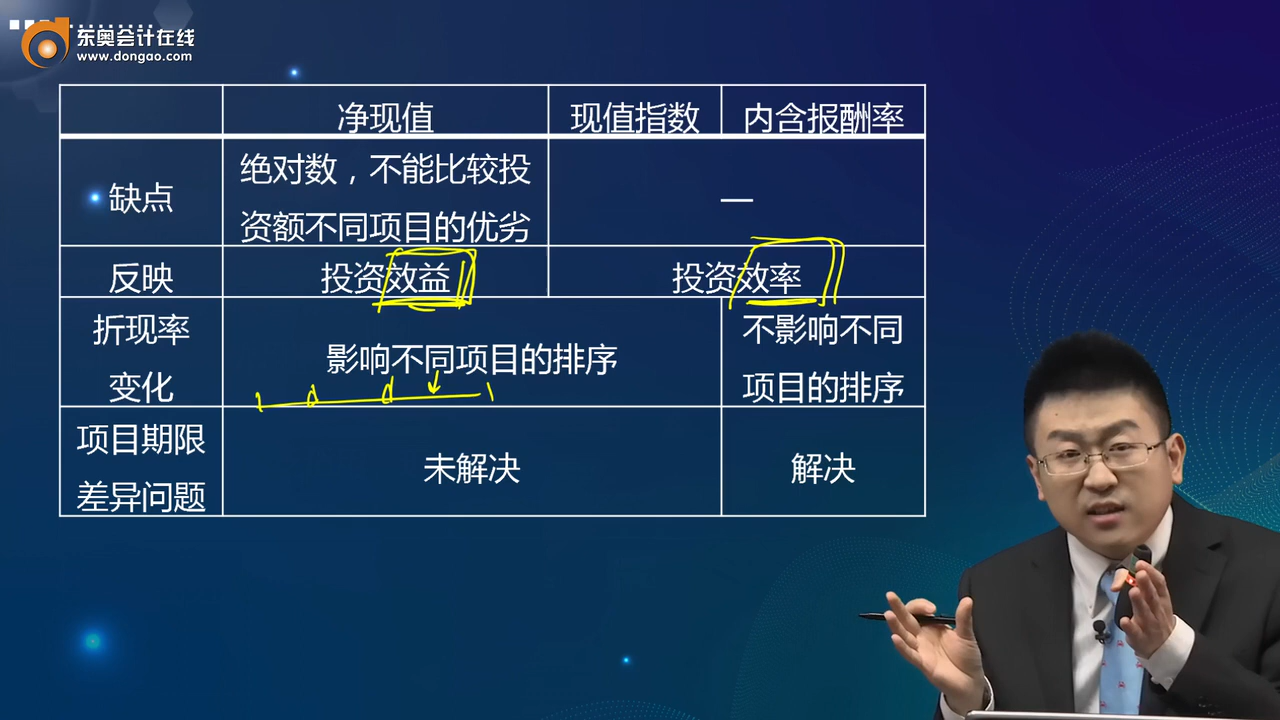 东奥会计在线
www.dongao.com
净现值 现值指数 内含报酬率
缺点 绝对数，不能比较投
资额不同项目的优劣 —
反映 投资效益 投资效率
折现率
变化 影响不同项目的排序 不影响不同
项目的排序
项目期限
差异问题 未解决 解决